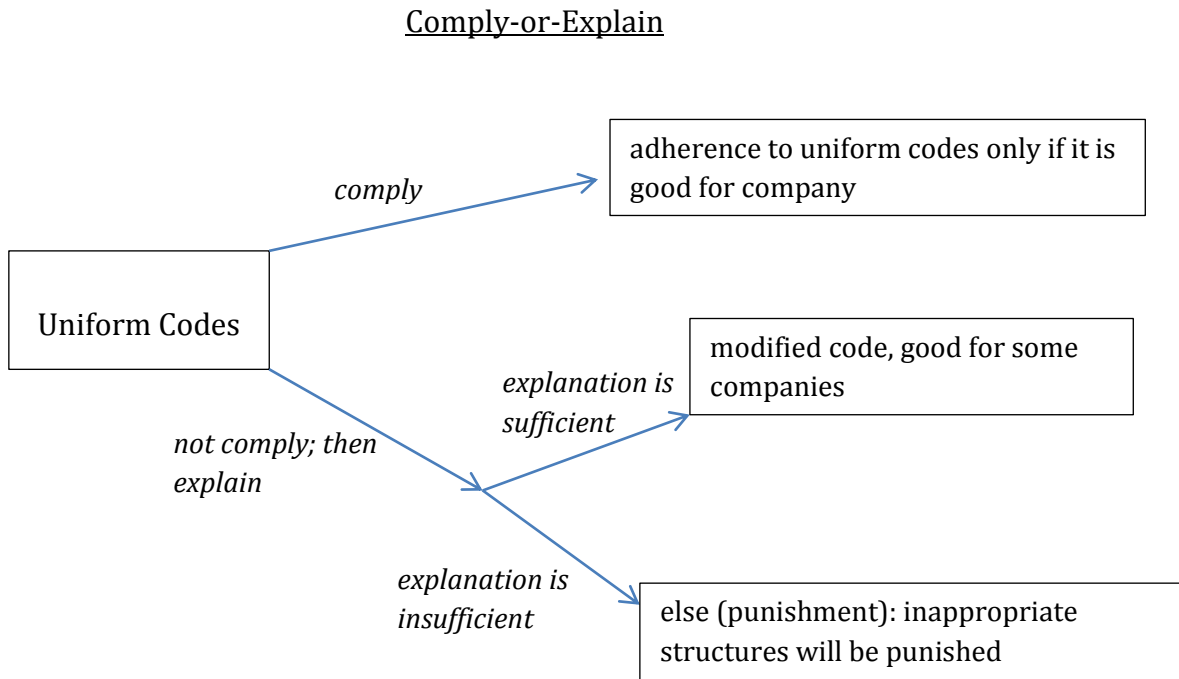 Comply-or-Explain
adherence to uniform codes only if it is
good for company
comply
Uniform Codes
modified code, good for some
companies
explanation is
sufficient
not comply; then
explain
explanation is
insufficient
else (punishment): inappropriate
structures will be punished